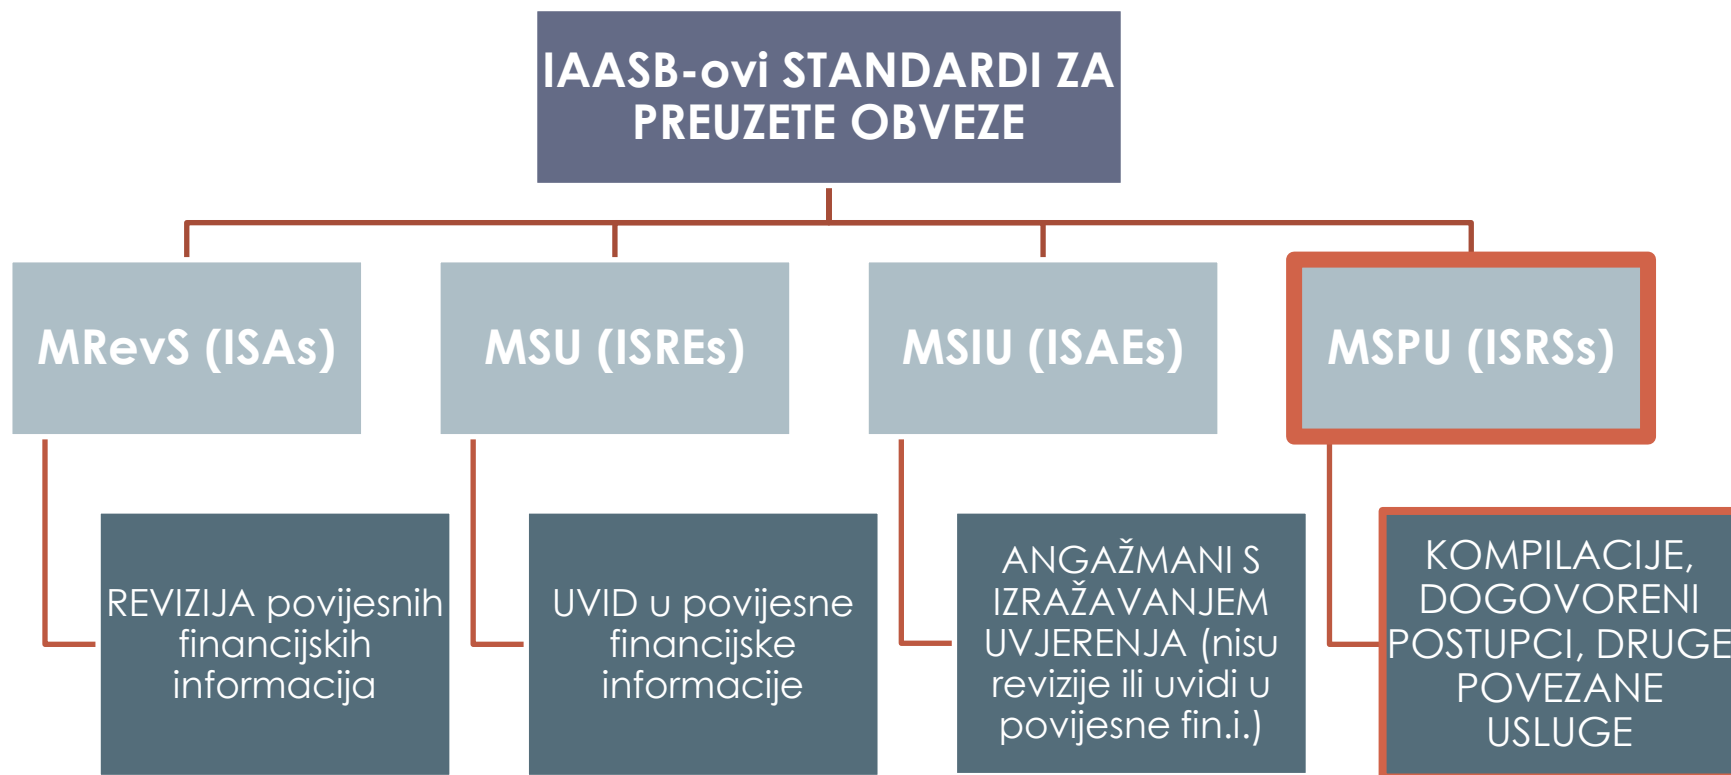 IAASB-ovi STANDARDI ZA
PREUZETE OBVEZE
MRevS (ISAs)
MSU (ISREs)
MSIU (ISAEs)
MSPU (ISRSs)
REVIZIJA povijesnih
financijskih
informacija
UVID u povijesne
financijske
informacije
ANGAŽMANI S
IZRAŽAVANJEM
UVJERENJA (nisu
revizije ili uvidi u
povijesne fin.i.)
KOMPILACIJE,
DOGOVORENI
POSTUPCI, DRUGE
POVEZANE
USLUGE